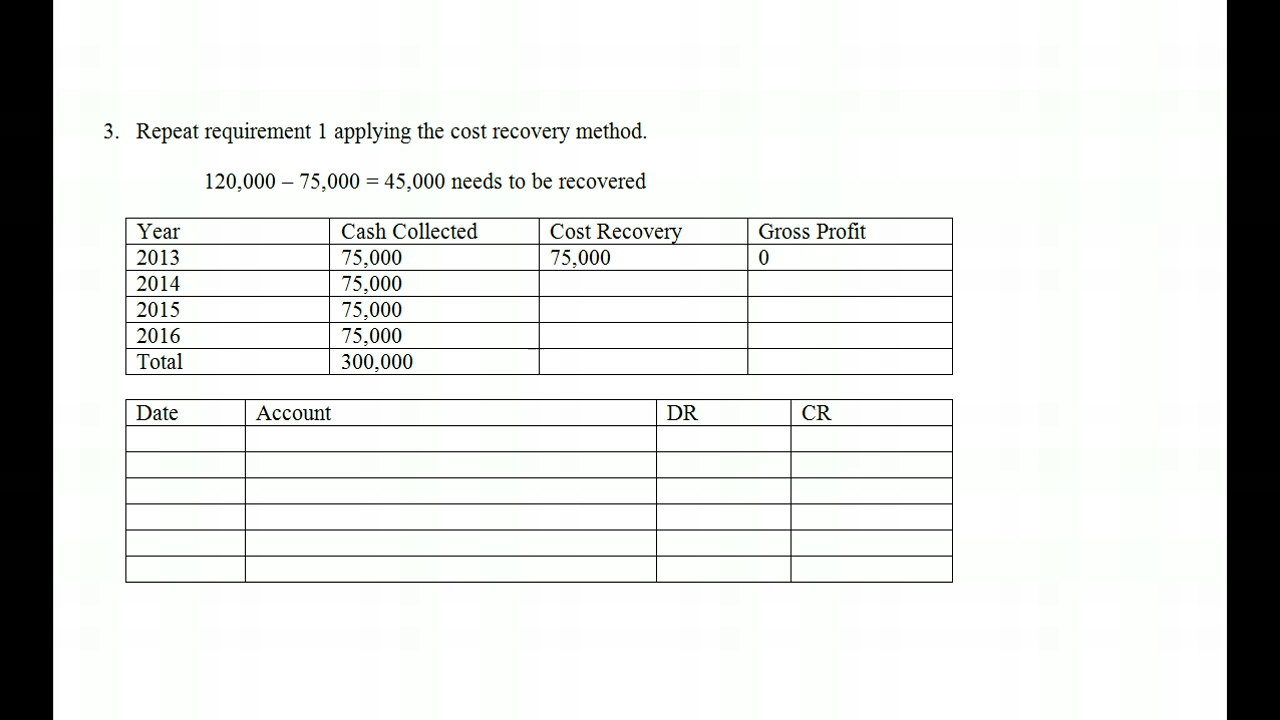 3. Repeat requirement 1 applying the cost recovery method.
120,000 – 75,000 = 45,000 needs to be recovered
Year Cash Collected Cost Recovery Gross Profit
2013 75,000 75,000 0
2014 75,000
2015 75,000
2016 75,000
Total 300,000
Date Account DR CR